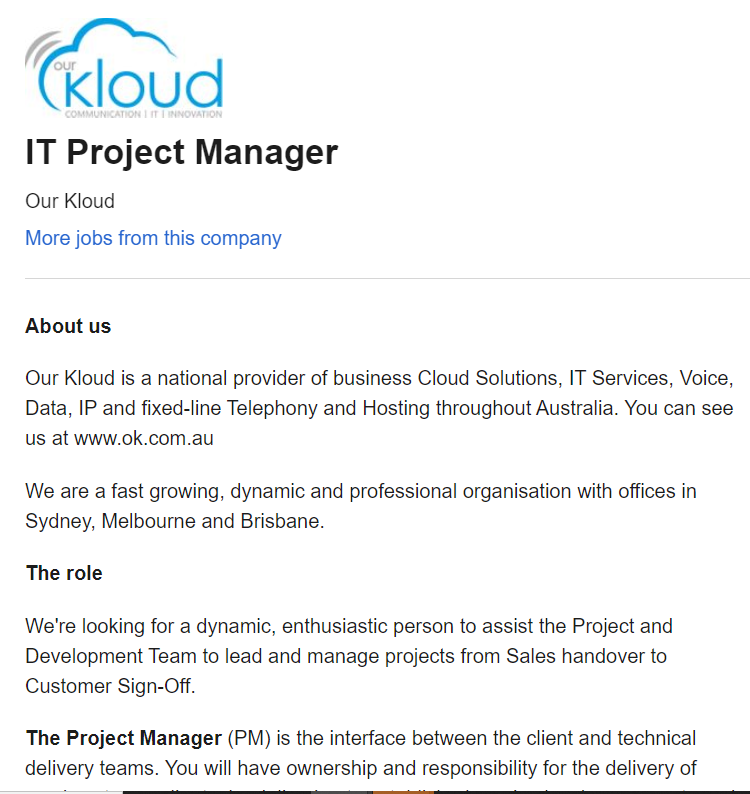 our
kloud
COMMUNICATION | IT | INNOVATION
IT Project Manager
Our Kloud
More jobs from this company
About us
Our Kloud is a national provider of business Cloud Solutions, IT Services, Voice,
Data, IP and fixed-line Telephony and Hosting throughout Australia. You can see
us at www.ok.com.au
We are a fast growing, dynamic and professional organisation with offices in
Sydney, Melbourne and Brisbane.
The role
We're looking for a dynamic, enthusiastic person to assist the Project and
Development Team to lead and manage projects from Sales handover to
Customer Sign-Off.
The Project Manager (PM) is the interface between the client and technical
delivery teams. You will have ownership and responsibility for the delivery of